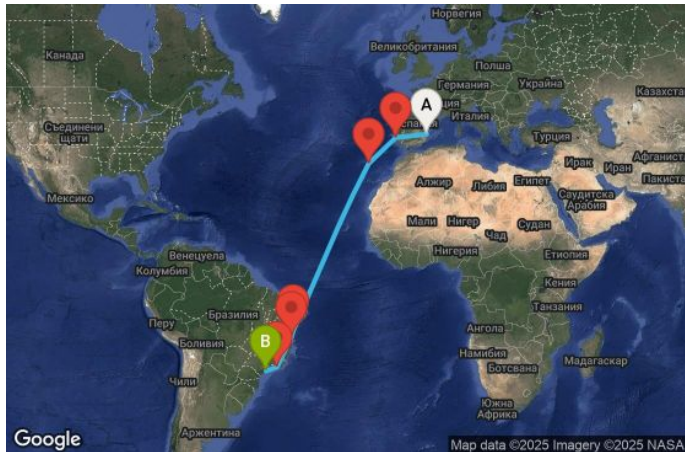 Норвегия
Канада
Великобритания
Полша
Германия
Украйна
Казахста
A
Италия
Съединени
щати
Турция
Афганиста
Ирак
Иран
Пакиста
Мексико
Алжир
Либия
Египет
Саудитска
Арабия
Мали
Нигер
Чад
Судан
Венецуела
Колумбия
Нигерия
Етиопия
Кения
Бразилия
Перу
Танзания
Боливия
B
Ангола
Намибия
Ботсвана
Мадагаскар
Чили
Южна
Африка
Аржентина
Google
Map data ©2025 Imagery ©2025 NASA